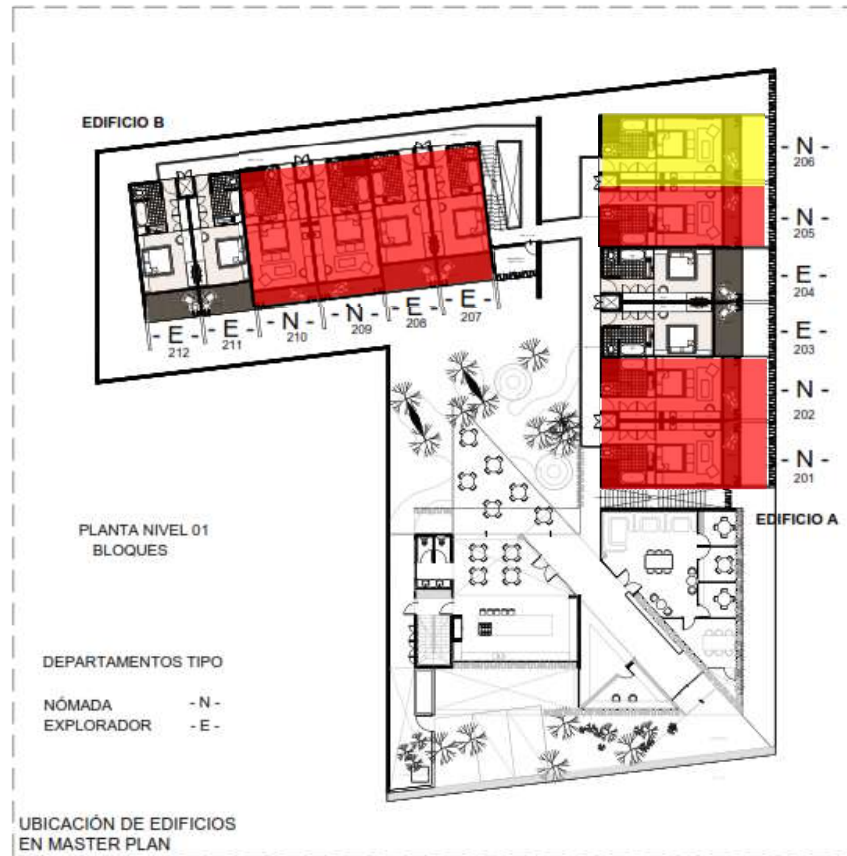 EDIFICIO B
- N -
206
- N -
205
- E -
204
- E -
203
- N -
202
- N -
201
- E -
212
- E -
211
- N -
210
- N -
209
- E -
208
- E -
207
EDIFICIO A
PLANTA NIVEL 01
BLOQUES
DEPARTAMENTOS TIPO
NÓMADA - N -
EXPLORADOR - E -
UBICACIÓN DE EDIFICIOS
EN MASTER PLAN